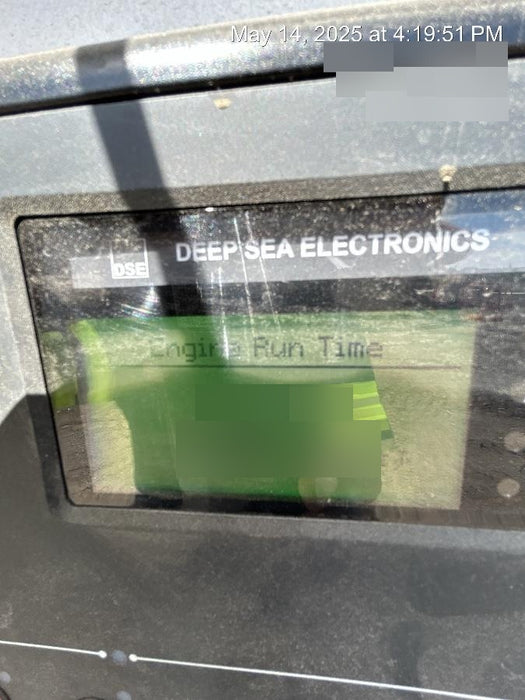 May 14, 2025 at 4:19:51 PM
DSE
DEEP SEA ELECTRONICS
Engine Run Time